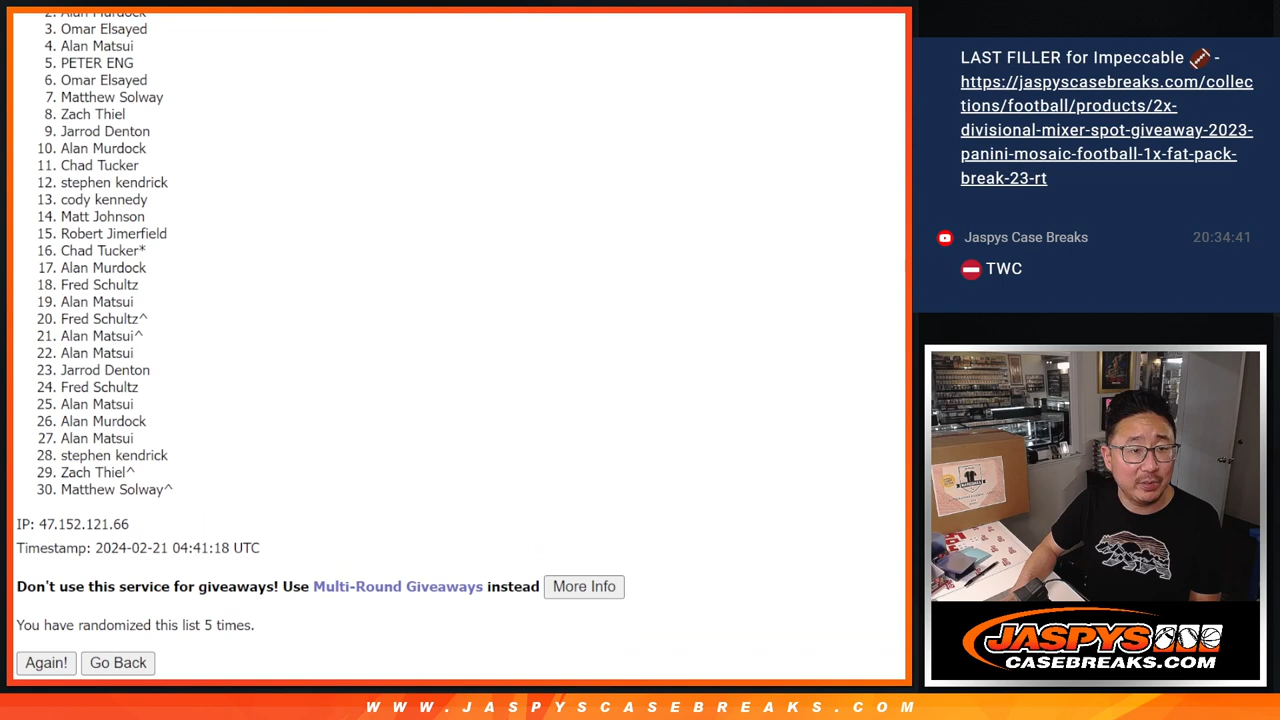 2. Alan Murdock
3. Omar Elsayed
4. Alan Matsui
5. PETER ENG
6. Omar Elsayed
7. Matthew Solway
8. Zach Thiel
9. Jarrod Denton
10. Alan Murdock
11. Chad Tucker
12. stephen kendrick
13. cody kennedy
14. Matt Johnson
15. Robert Jimerfield
16. Chad Tucker*
17. Alan Murdock
18. Fred Schultz
19. Alan Matsui
20. Fred Schultz^
21. Alan Matsui^
22. Alan Matsui
23. Jarrod Denton
24. Fred Schultz
25. Alan Matsui
26. Alan Murdock
27. Alan Matsui
28. stephen kendrick
29. Zach Thiel^
30. Matthew Solway^
IP: 47.152.121.66
Timestamp: 2024-02-21 04:41:18 UTC
Don't use this service for giveaways! Use Multi-Round Giveaways instead More Info
You have randomized this list 5 times.
Again! Go Back
LAST FILLER for Impeccable 🏈 -
https://jaspyscasebreaks.com/collec
tions/football/products/2x-
divisional-mixer-spot-giveaway-2023-
panini-mosaic-football-1x-fat-pack-
break-23-rt
Jaspys Case Breaks 20:34:41
⛔ TWC
JASPYS
CASEBREAKS.COM
WWW.JASPYSCASEBREAKS.COM